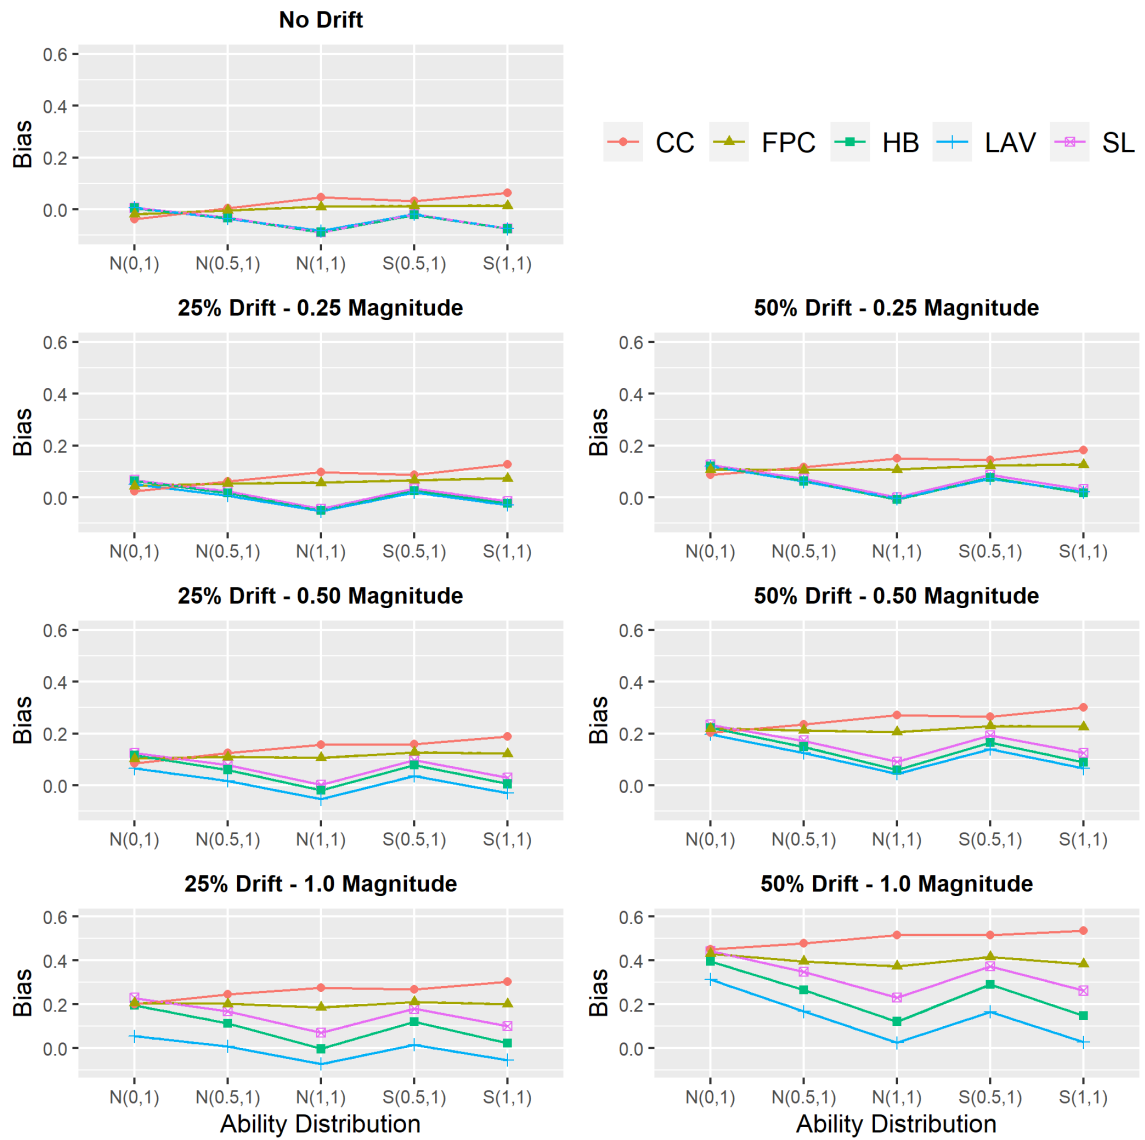 No Drift
Bias
0.6
0.4
0.2
0.0
N(0,1) N(0.5,1) N(1,1) S(0.5,1) S(1,1)
CC FPC HB LAV SL
25% Drift - 0.25 Magnitude
Bias
0.6
0.4
0.2
0.0
N(0,1) N(0.5,1) N(1,1) S(0.5,1) S(1,1)
50% Drift - 0.25 Magnitude
Bias
0.6
0.4
0.2
0.0
N(0,1) N(0.5,1) N(1,1) S(0.5,1) S(1,1)
25% Drift - 0.50 Magnitude
Bias
0.6
0.4
0.2
0.0
N(0,1) N(0.5,1) N(1,1) S(0.5,1) S(1,1)
50% Drift - 0.50 Magnitude
Bias
0.6
0.4
0.2
0.0
N(0,1) N(0.5,1) N(1,1) S(0.5,1) S(1,1)
25% Drift - 1.0 Magnitude
Bias
0.6
0.4
0.2
0.0
N(0,1) N(0.5,1) N(1,1) S(0.5,1) S(1,1)
Ability Distribution
50% Drift - 1.0 Magnitude
Bias
0.6
0.4
0.2
0.0
N(0,1) N(0.5,1) N(1,1) S(0.5,1) S(1,1)
Ability Distribution